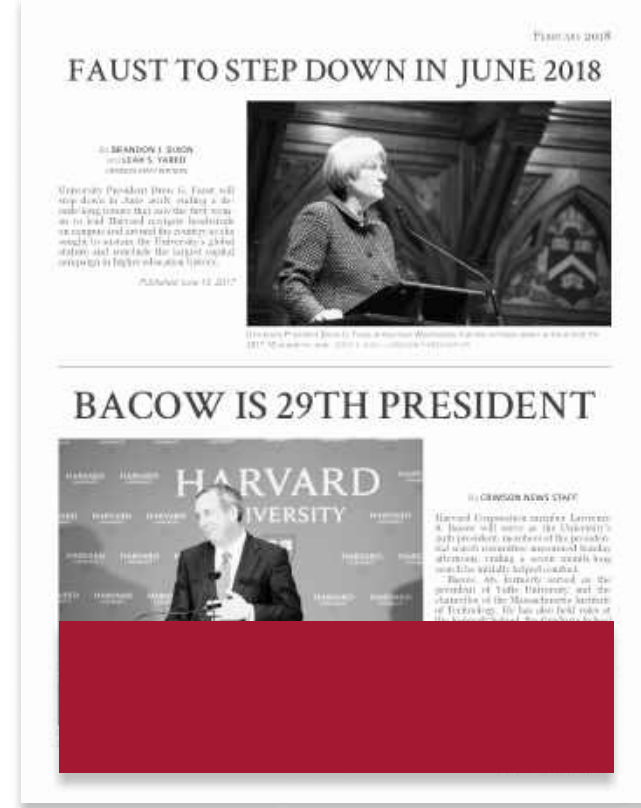 February 2018
FAUST TO STEP DOWN IN JUNE 2018
By BRANDON J. DIXON
and LEAH S. YARED
CRIMSON STAFF WRITERS
University President Drew G. Faust will
step down in June 2018, ending a de-
cade-long tenure that saw the first wom-
an to lead Harvard navigate headwinds
on campus and around the country as she
sought to sustain the University's global
stature and conclude the largest capital
campaign in higher education history.
Published June 15, 2017
BACOW IS 29TH PRESIDENT
HARVARD
UNIVERSITY
By CRIMSON NEWS STAFF
Harvard Corporation member Lawrence
S. Bacow will serve as the University's
29th president, members of the presiden-
tial search committee announced Sunday
afternoon, ending a seven month-long
search he initially helped conduct.
Bacow, 66, formerly served as the
president of Tufts University and the
chancellor of the Massachusetts Institute
of Technology. He has also held roles at